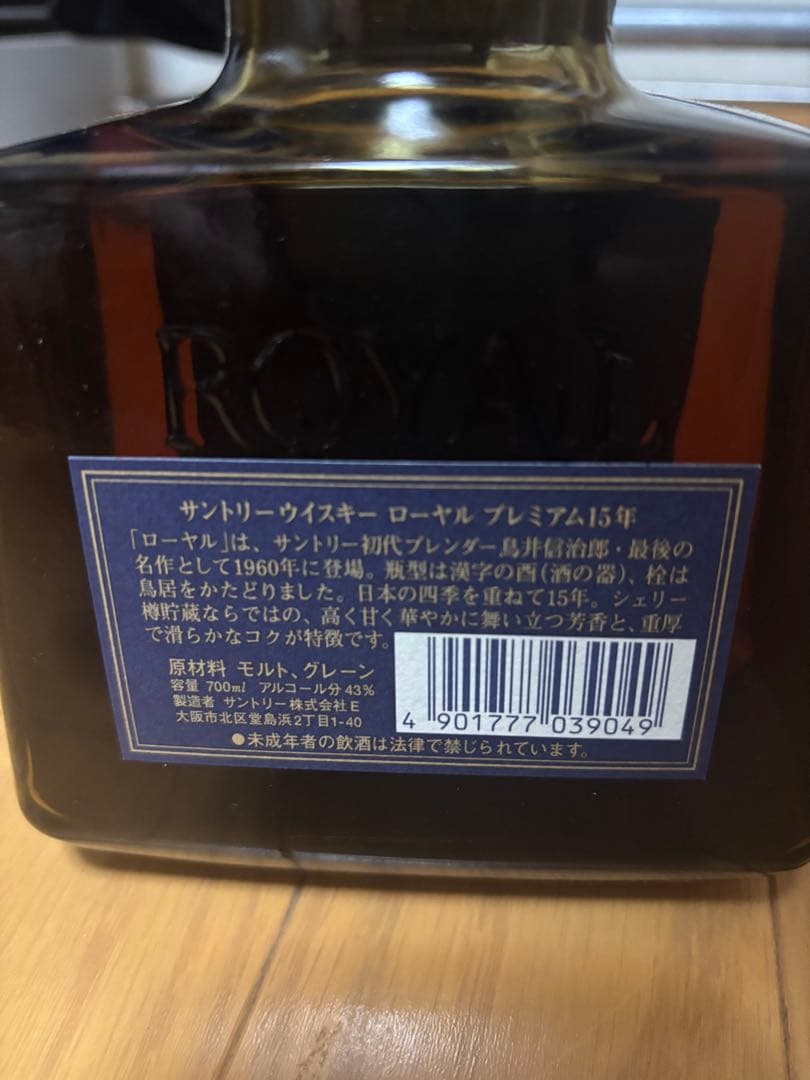 ROYAL
サントリーウイスキー ローヤル プレミアム15年
「ローヤル」は、サントリー初代ブレンダー鳥井信治郎・最後の
名作として1960年に登場。瓶型は漢字の酉(酒の器)、栓は
鳥居をかたどりました。日本の四季を重ねて15年。シェリー
樽貯蔵ならではの、高く甘く華やかに舞い立つ芳香と、重厚
で滑らかなコクが特徴です。
原材料 モルト、グレーン
容量 700ml アルコール分43%
製造者 サントリー株式会社E
大阪市北区堂島浜2丁目1-40
4 901777 039049
●未成年者の飲酒は法律で禁じられています。